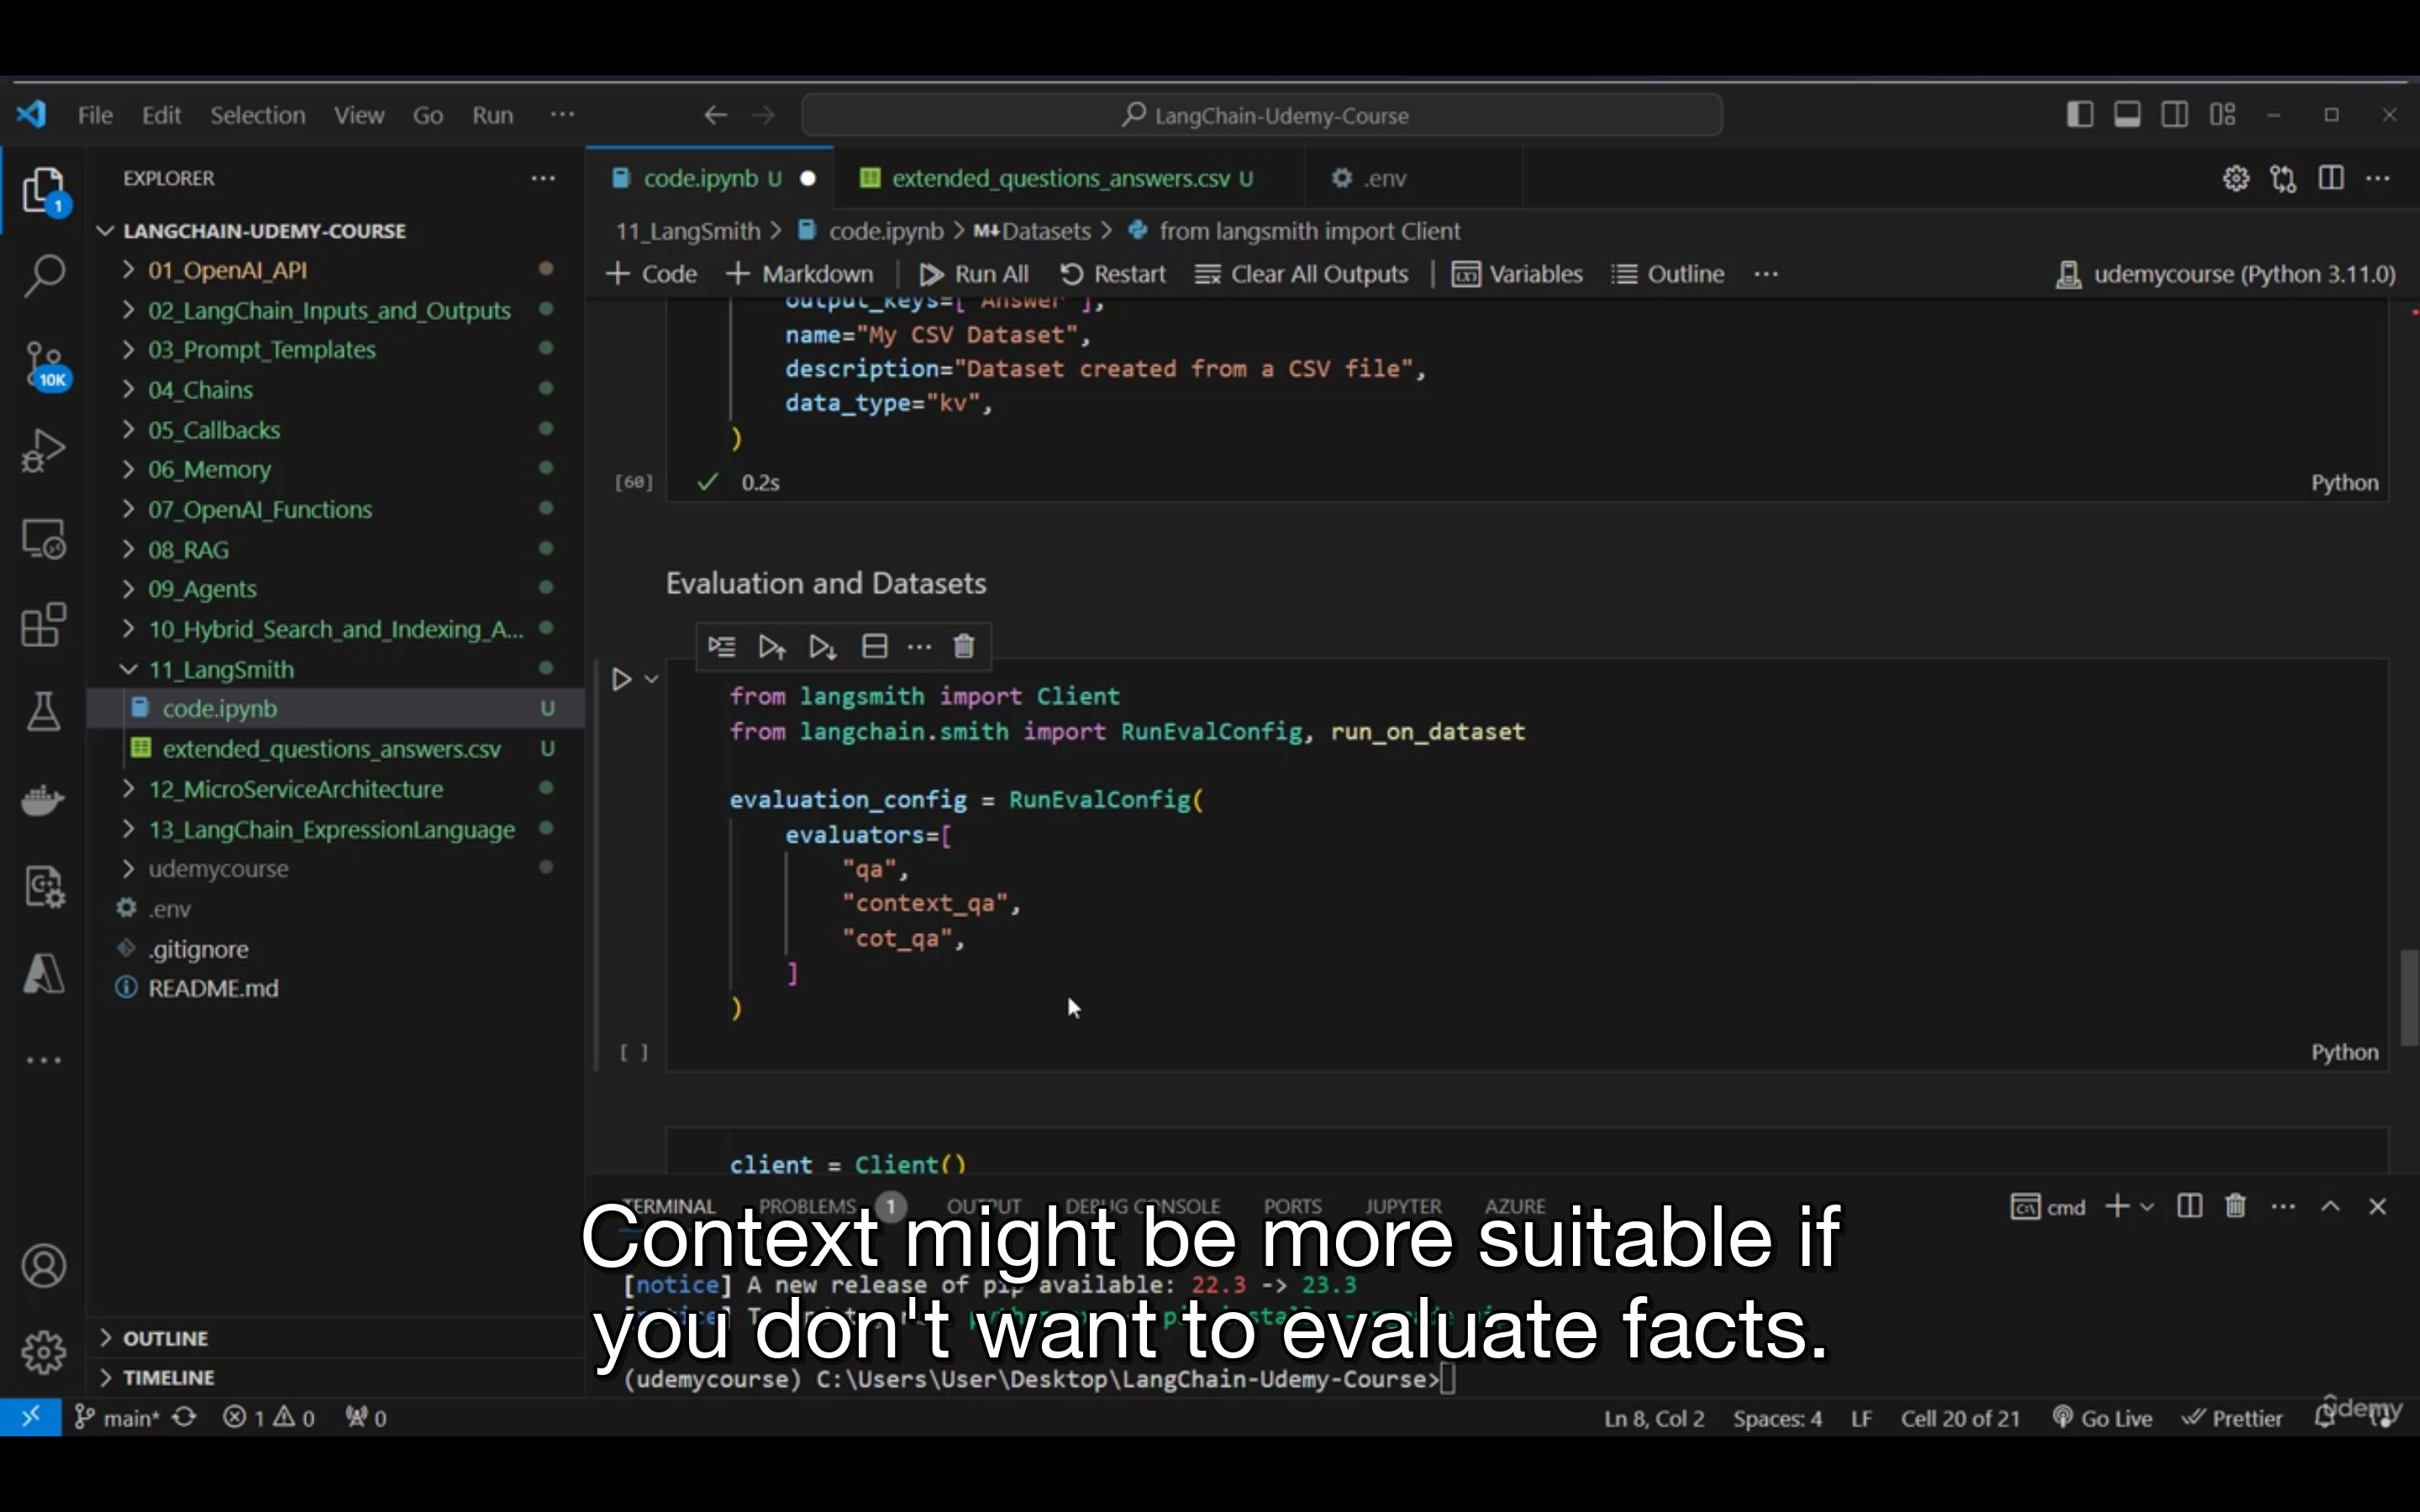 File Edit Selection View Go Run ··· LangChain-Udemy-Course
EXPLORER ···
code.ipynb U extended_questions_answers.csv U .env ···
LANGCHAIN-UDEMY-COURSE
11_LangSmith > code.ipynb > M↓Datasets > from langsmith import Client
+ Code + Markdown | Run All Restart Clear All Outputs | Variables Outline ··· udemycourse (Python 3.11.0)
1
01_OpenAI_API
02_LangChain_Inputs_and_Outputs
03_Prompt_Templates
10K
04_Chains
05_Callbacks
06_Memory
07_OpenAI_Functions
08_RAG
09_Agents
10_Hybrid_Search_and_Indexing_A...
11_LangSmith
code.ipynb U
extended_questions_answers.csv U
12_MicroServiceArchitecture
13_LangChain_ExpressionLanguage
udemycourse
.env
.gitignore
README.md
OUTLINE
TIMELINE
output_keys=["Answer"],
name="My CSV Dataset",
description="Dataset created from a CSV file",
data_type="kv",
)
[60] 0.2s Python
Evaluation and Datasets
from langsmith import Client
from langchain.smith import RunEvalConfig, run_on_dataset
evaluation_config = RunEvalConfig(
evaluators=[
"qa",
"context_qa",
"cot_qa",
]
)
[ ] Python
client = Client()
TERMINAL PROBLEMS 1 OUTPUT DEBUG CONSOLE PORTS JUPYTER AZURE cmd
Context might be more suitable if
[notice] A new release of pip available: 22.3 -> 23.3
you don't want to evaluate facts.
(udemycourse) C:\Users\User\Desktop\LangChain-Udemy-Course>
main* 1 0 0 Ln 8, Col 2 Spaces: 4 LF Cell 20 of 21 Go Live Prettier
udemy